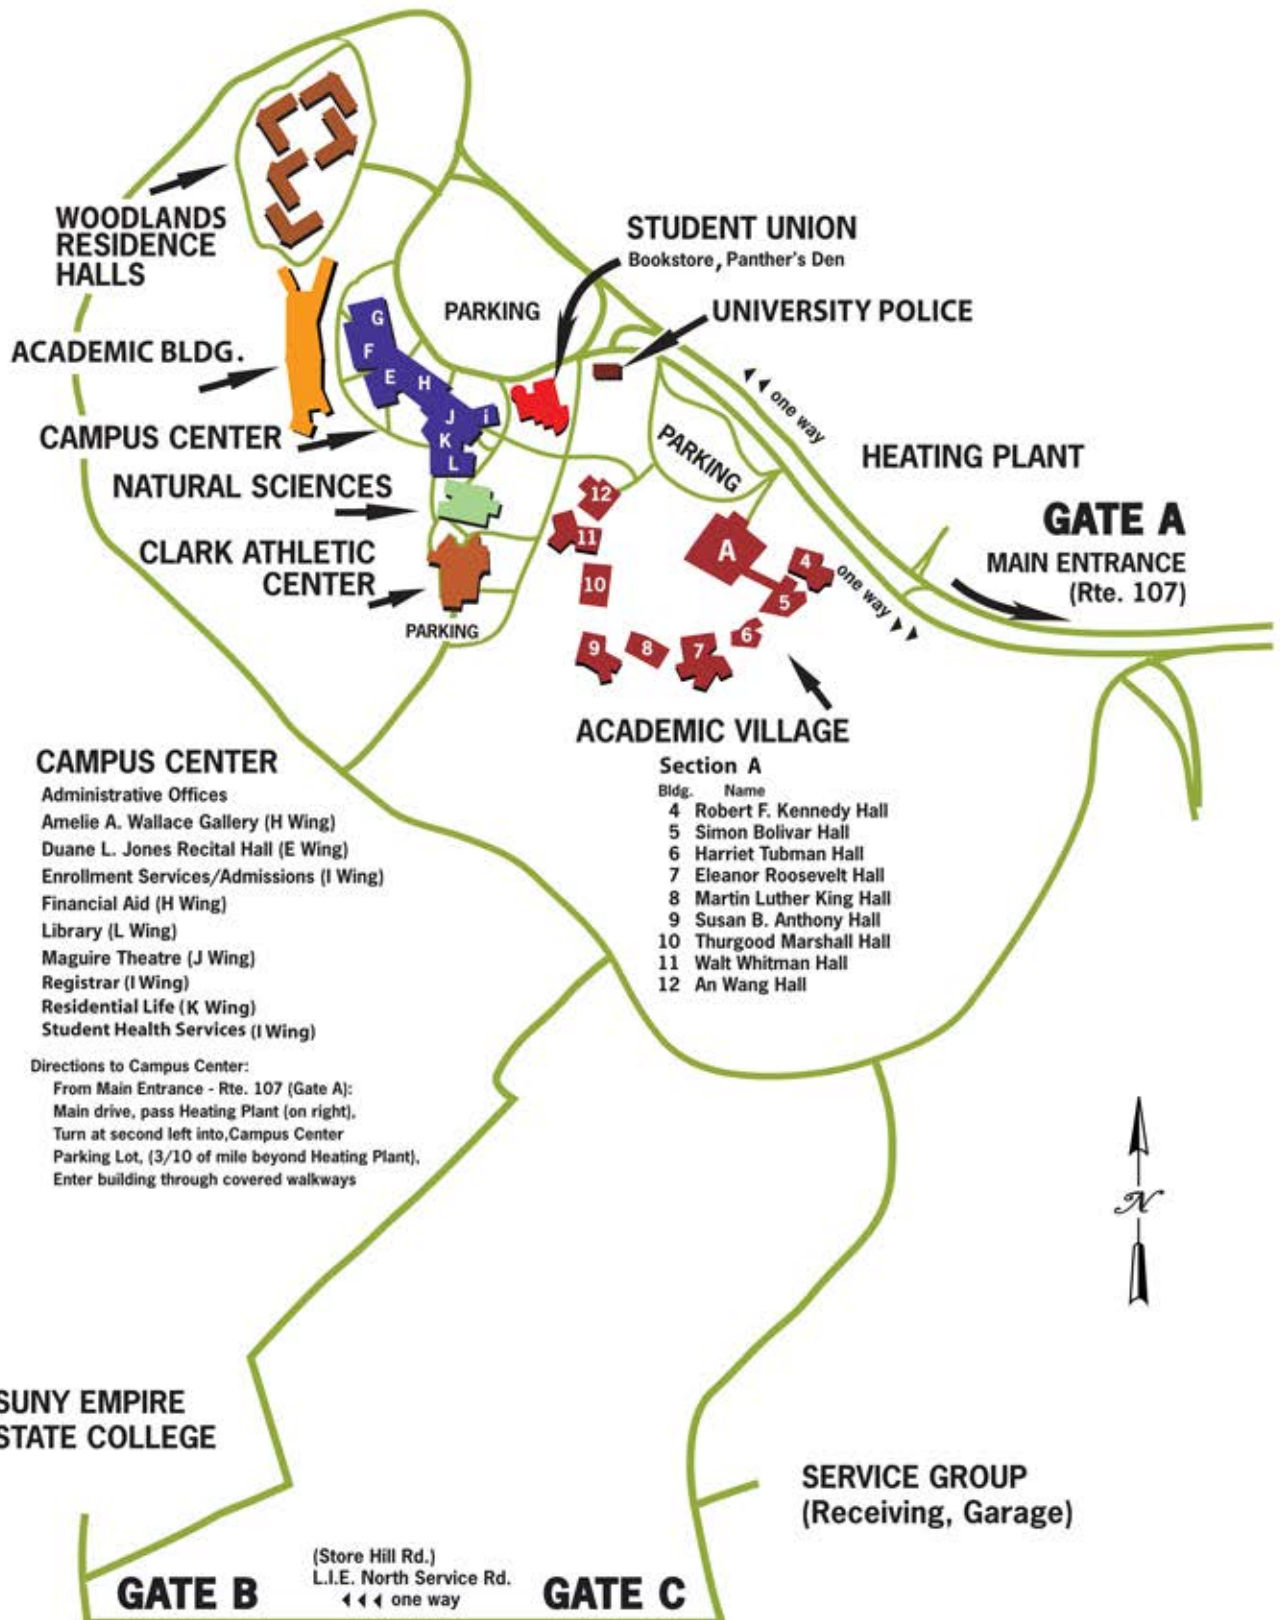 WOODLANDS
RESIDENCE
HALLS
STUDENT UNION
Bookstore, Panther's Den
PARKING
UNIVERSITY POLICE
ACADEMIC BLDG.
G
F
E
H
J
i
K
L
one way
CAMPUS CENTER
PARKING
HEATING PLANT
NATURAL SCIENCES
12
11
10
A
4
5
6
7
8
9
GATE A
MAIN ENTRANCE
(Rte. 107)
one way
CLARK ATHLETIC
CENTER
PARKING
ACADEMIC VILLAGE
Section A
Bldg. Name
4 Robert F. Kennedy Hall
5 Simon Bolivar Hall
6 Harriet Tubman Hall
7 Eleanor Roosevelt Hall
8 Martin Luther King Hall
9 Susan B. Anthony Hall
10 Thurgood Marshall Hall
11 Walt Whitman Hall
12 An Wang Hall
CAMPUS CENTER
Administrative Offices
Amelie A. Wallace Gallery (H Wing)
Duane L. Jones Recital Hall (E Wing)
Enrollment Services/Admissions (I Wing)
Financial Aid (H Wing)
Library (L Wing)
Maguire Theatre (J Wing)
Registrar (I Wing)
Residential Life (K Wing)
Student Health Services (I Wing)
Directions to Campus Center:
From Main Entrance - Rte. 107 (Gate A):
Main drive, pass Heating Plant (on right),
Turn at second left into,Campus Center
Parking Lot, (3/10 of mile beyond Heating Plant),
Enter building through covered walkways
N
SUNY EMPIRE
STATE COLLEGE
SERVICE GROUP
(Receiving, Garage)
GATE B
(Store Hill Rd.)
L.I.E. North Service Rd.
one way
GATE C